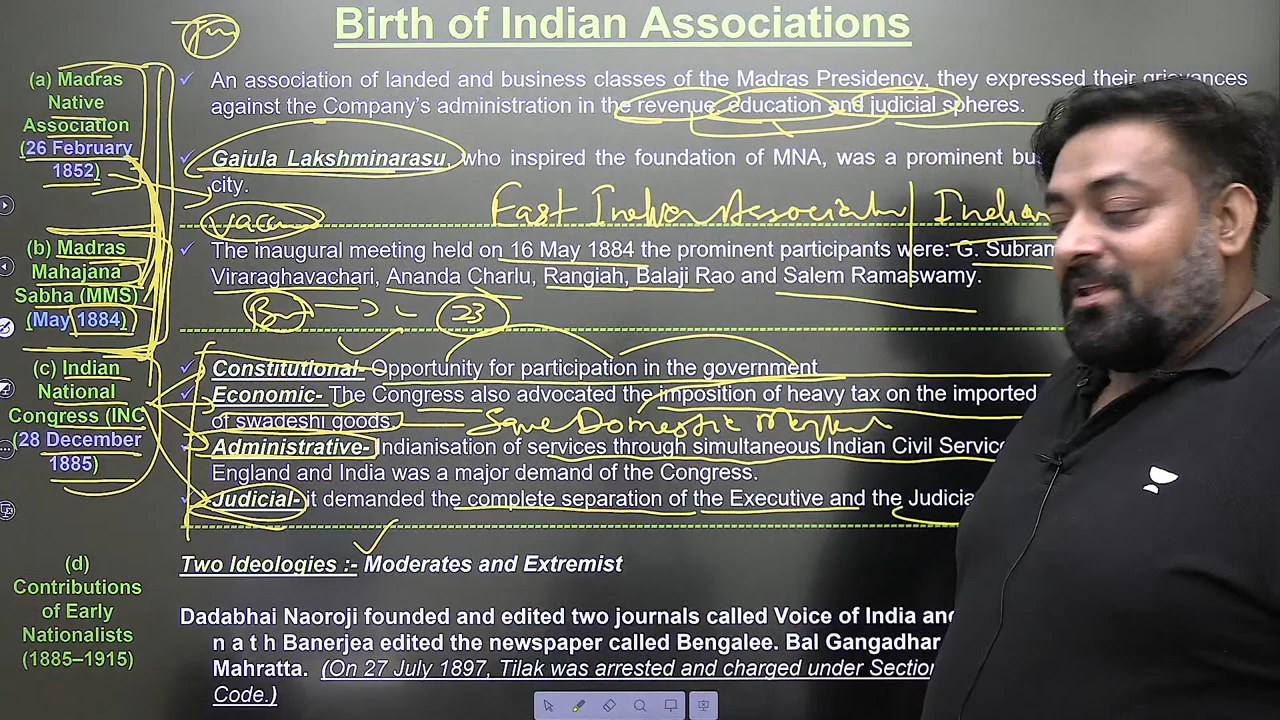 Birth of Indian Associations
(a) Madras
Native
Association
(26 February
1852)
An association of landed and business classes of the Madras Presidency, they expressed their grievances
against the Company's administration in the revenue, education and judicial spheres.
Gajula Lakshminarasu, who inspired the foundation of MNA, was a prominent
city.
East Indian Association Indian
(b) Madras
Mahajana
Sabha (MMS)
(May 1884)
The inaugural meeting held on 16 May 1884 the prominent participants were: G.
Viraraghavachari, Ananda Charlu, Rangiah, Balaji Rao and Salem Ramaswamy.
23
(c) Indian
National
Congress (INC
(28 December
1885)
Constitutional- Opportunity for participation in the government
Economic- The Congress also advocated the imposition of heavy tax on the imported
of swadeshi goods.
Save Domestic Market
Administrative- Indianisation of services through simultaneous Indian Civil
England and India was a major demand of the Congress.
Judicial- it demanded the complete separation of the Executive and the
(d)
Contributions
of Early
Nationalists
(1885–1915)
Two Ideologies :- Moderates and Extremist
Dadabhai Naoroji founded and edited two journals called Voice of India
n a t h Banerjea edited the newspaper called Bengalee. Bal Gangadhar
Mahratta. (On 27 July 1897, Tilak was arrested and charged under
Code.)